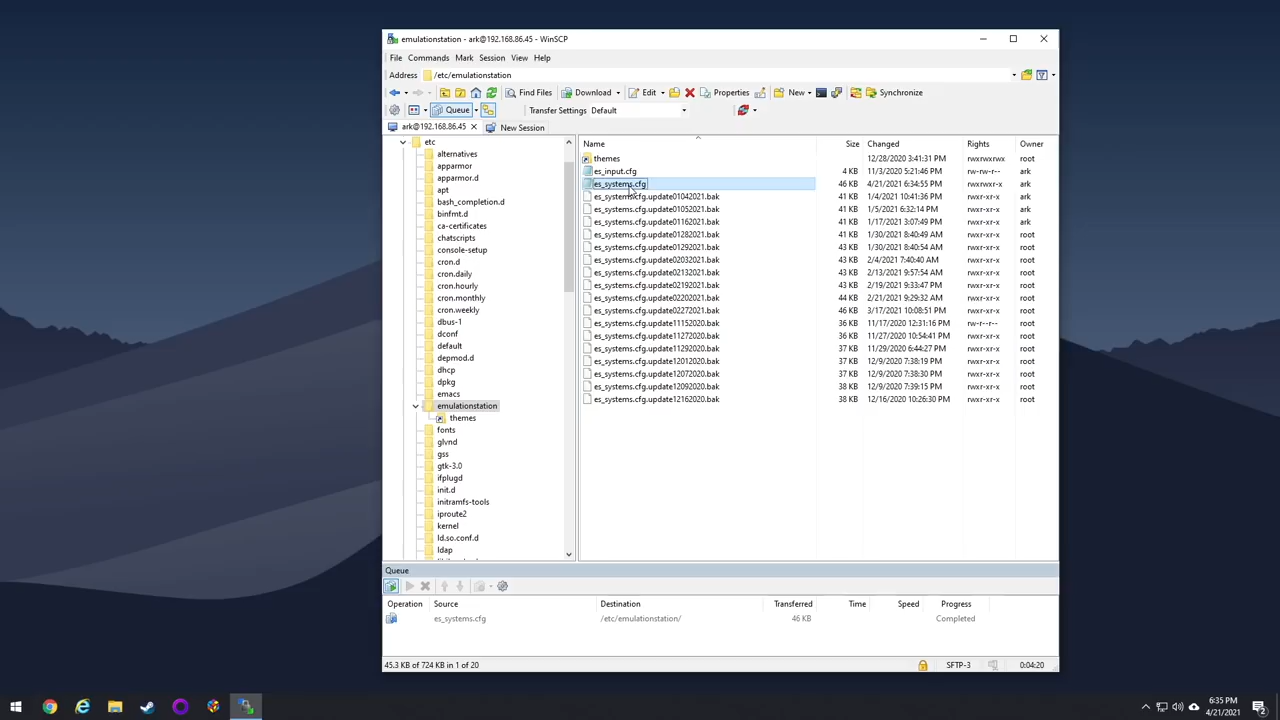 emulationstation - ark@192.168.86.45 - WinSCP
File Commands Mark Session View Help
Address /etc/emulationstation
Find Files Download Edit Properties New Synchronize
Queue Transfer Settings Default
ark@192.168.86.45 New Session
etc
alternatives
apparmor
apparmor.d
apt
bash_completion.d
binfmt.d
ca-certificates
chatscripts
console-setup
cron.d
cron.daily
cron.hourly
cron.monthly
cron.weekly
dbus-1
dconf
default
depmod.d
dhcp
dpkg
emacs
emulationstation
themes
fonts
glvnd
gss
gtk-3.0
ifplugd
init.d
initramfs-tools
iproute2
kernel
ld.so.conf.d
ldap
Name Size Changed Rights Owner
themes 12/28/2020 3:41:31 PM rwxrwxrwx root
es_input.cfg 4 KB 11/3/2020 5:21:46 PM rw-rw-r-- ark
es_systems.cfg 46 KB 4/21/2021 6:34:55 PM rwxrwxr-x ark
es_systems.cfg.update01042021.bak 41 KB 1/4/2021 10:41:36 PM rwxr-xr-x ark
es_systems.cfg.update01052021.bak 41 KB 1/5/2021 6:32:14 PM rwxr-xr-x ark
es_systems.cfg.update01162021.bak 41 KB 1/17/2021 3:07:49 PM rwxr-xr-x ark
es_systems.cfg.update01282021.bak 41 KB 1/30/2021 8:40:49 AM rwxr-xr-x root
es_systems.cfg.update01292021.bak 43 KB 1/30/2021 8:40:54 AM rwxr-xr-x root
es_systems.cfg.update02032021.bak 43 KB 2/4/2021 7:40:40 AM rwxr-xr-x root
es_systems.cfg.update02132021.bak 43 KB 2/13/2021 9:57:54 AM rwxr-xr-x root
es_systems.cfg.update02192021.bak 43 KB 2/19/2021 9:33:47 PM rwxr-xr-x root
es_systems.cfg.update02202021.bak 44 KB 2/21/2021 9:29:32 AM rwxr-xr-x root
es_systems.cfg.update02272021.bak 46 KB 3/17/2021 10:08:51 PM rwxr-xr-x root
es_systems.cfg.update11152020.bak 36 KB 11/17/2020 12:31:16 PM rw-r--r-- root
es_systems.cfg.update11272020.bak 36 KB 11/27/2020 10:54:41 PM rwxr-xr-x root
es_systems.cfg.update11292020.bak 37 KB 11/29/2020 6:44:27 PM rwxr-xr-x root
es_systems.cfg.update12012020.bak 37 KB 12/9/2020 7:38:19 PM rwxr-xr-x root
es_systems.cfg.update12072020.bak 37 KB 12/9/2020 7:38:30 PM rwxr-xr-x root
es_systems.cfg.update12092020.bak 38 KB 12/9/2020 7:39:15 PM rwxr-xr-x root
es_systems.cfg.update12162020.bak 38 KB 12/16/2020 10:26:30 PM rwxr-xr-x root
Queue
Operation Source Destination Transferred Time Speed Progress
es_systems.cfg /etc/emulationstation/ 46 KB Completed
45.3 KB of 724 KB in 1 of 20 SFTP-3 0:04:20
6:35 PM
4/21/2021
2